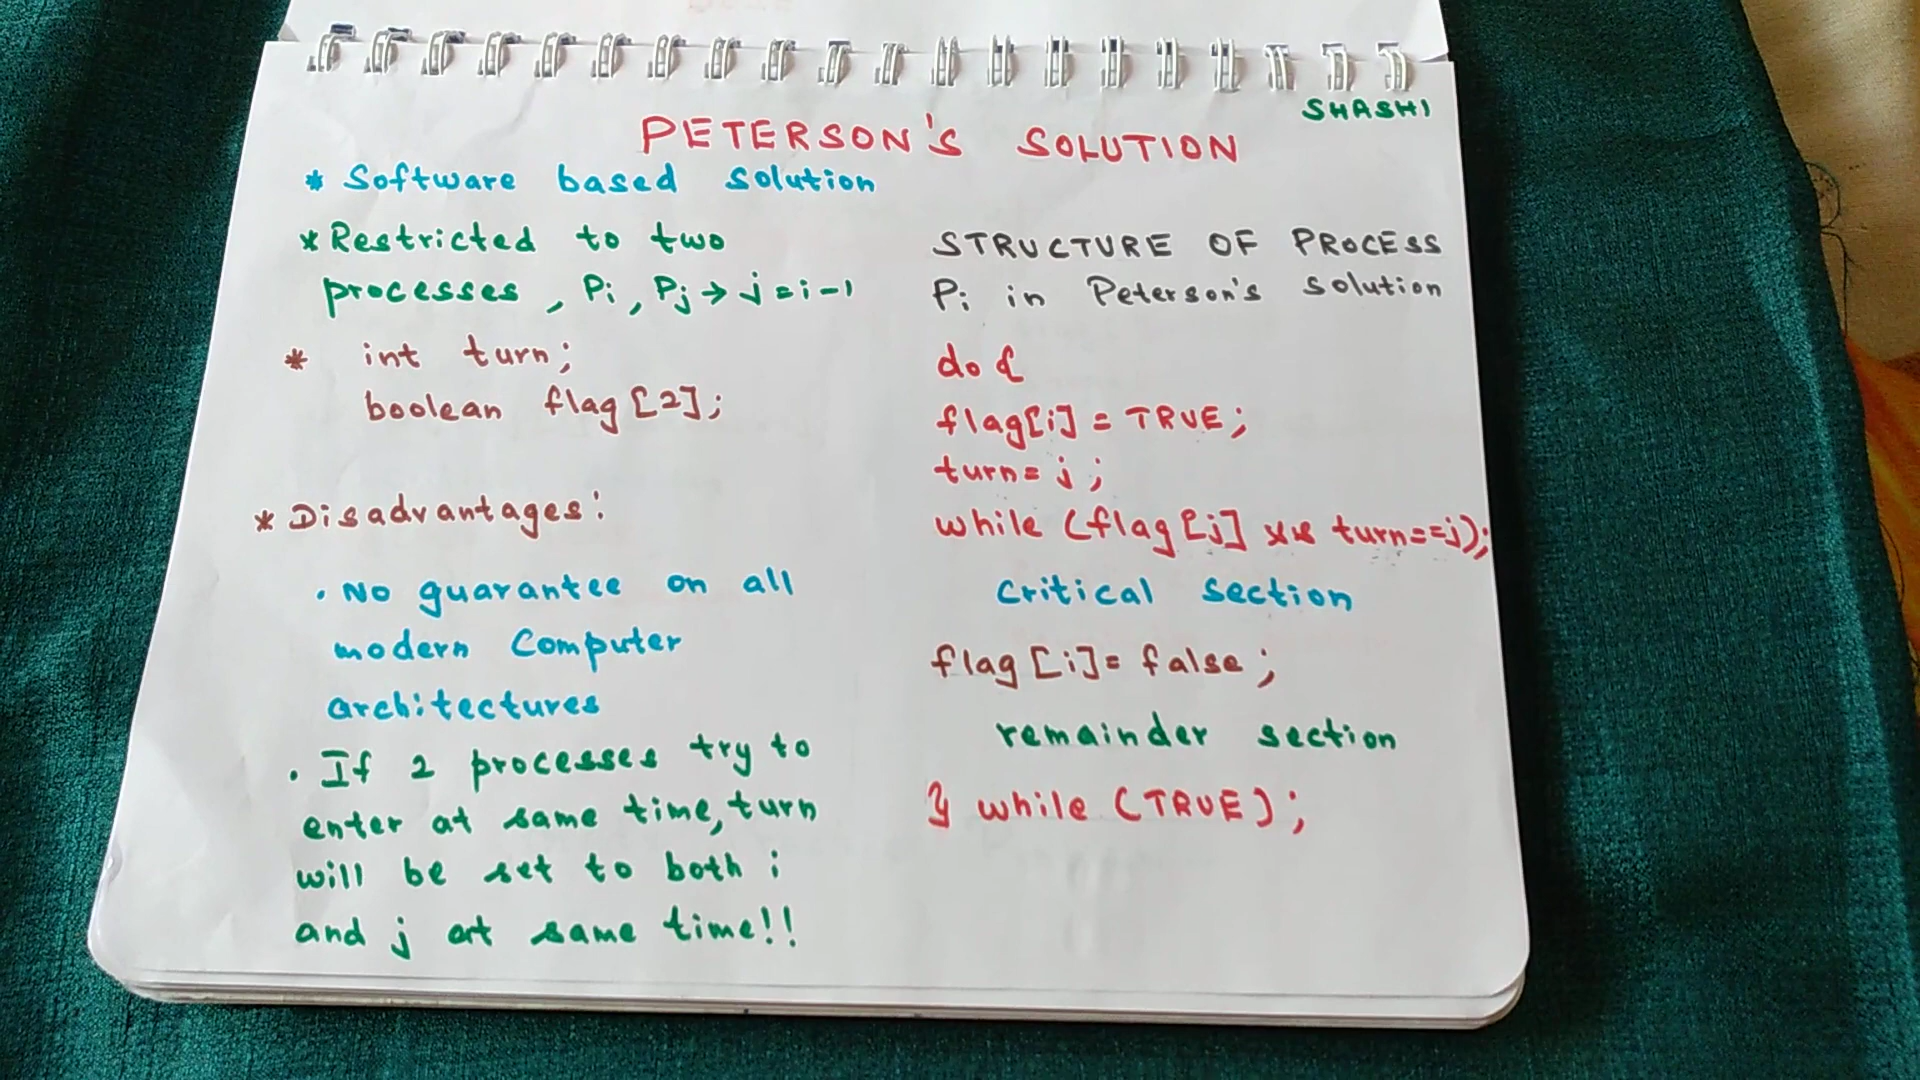 SHASHI
PETERSON'S SOLUTION
* Software based solution
* Restricted to two
processes, Pi, Pj → j = i-1
* int turn;
boolean flag[2];
* Disadvantages:
. No guarantee on all
modern Computer
architectures
. If 2 processes try to
enter at same time, turn
will be set to both i
and j at same time!!
STRUCTURE OF PROCESS
Pi in Peterson's solution
do {
flag[i] = TRUE;
turn= j;
while (flag[j] && turn==j);
Critical section
flag[i]= false;
remainder section
} while (TRUE);